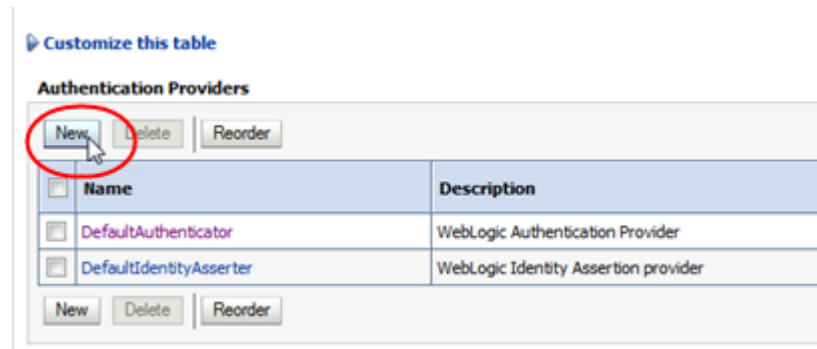 Customize this table
Authentication Providers
New Delete Reorder
Name Description
DefaultAuthenticator WebLogic Authentication Provider
DefaultIdentityAsserter WebLogic Identity Assertion provider
New Delete Reorder